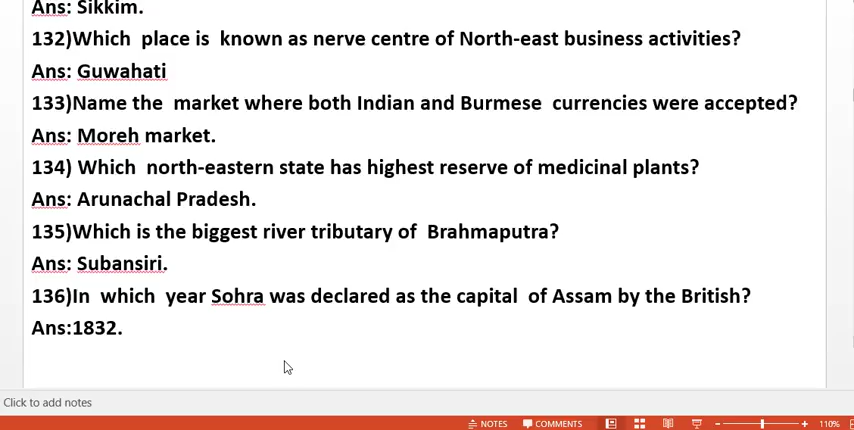 Ans: Sikkim.
132)Which place is known as nerve centre of North-east business activities?
Ans: Guwahati
133)Name the market where both Indian and Burmese currencies were accepted?
Ans: Moreh market.
134) Which north-eastern state has highest reserve of medicinal plants?
Ans: Arunachal Pradesh.
135)Which is the biggest river tributary of Brahmaputra?
Ans: Subansiri.
136)In which year Sohra was declared as the capital of Assam by the British?
Ans:1832.
Click to add notes
NOTES COMMENTS 110%